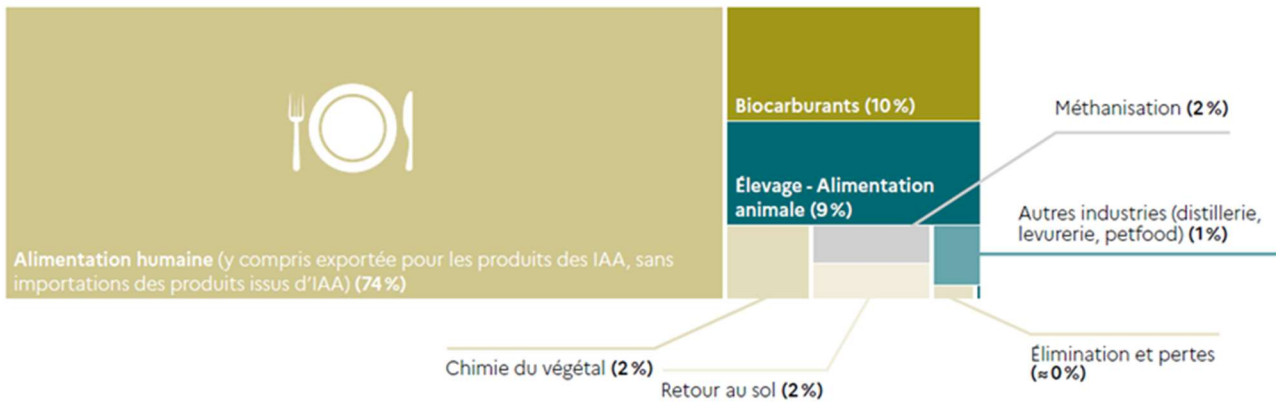 Biocarburants (10 %)
Méthanisation (2 %)
Élevage - Alimentation
animale (9 %)
Autres industries (distillerie,
levurerie, petfood) (1 %)
Alimentation humaine (y compris exportée pour les produits des IAA, sans
importations des produits issus d'IAA) (74 %)
Chimie du végétal (2 %)
Retour au sol (2 %)
Élimination et pertes
(≈ 0 %)